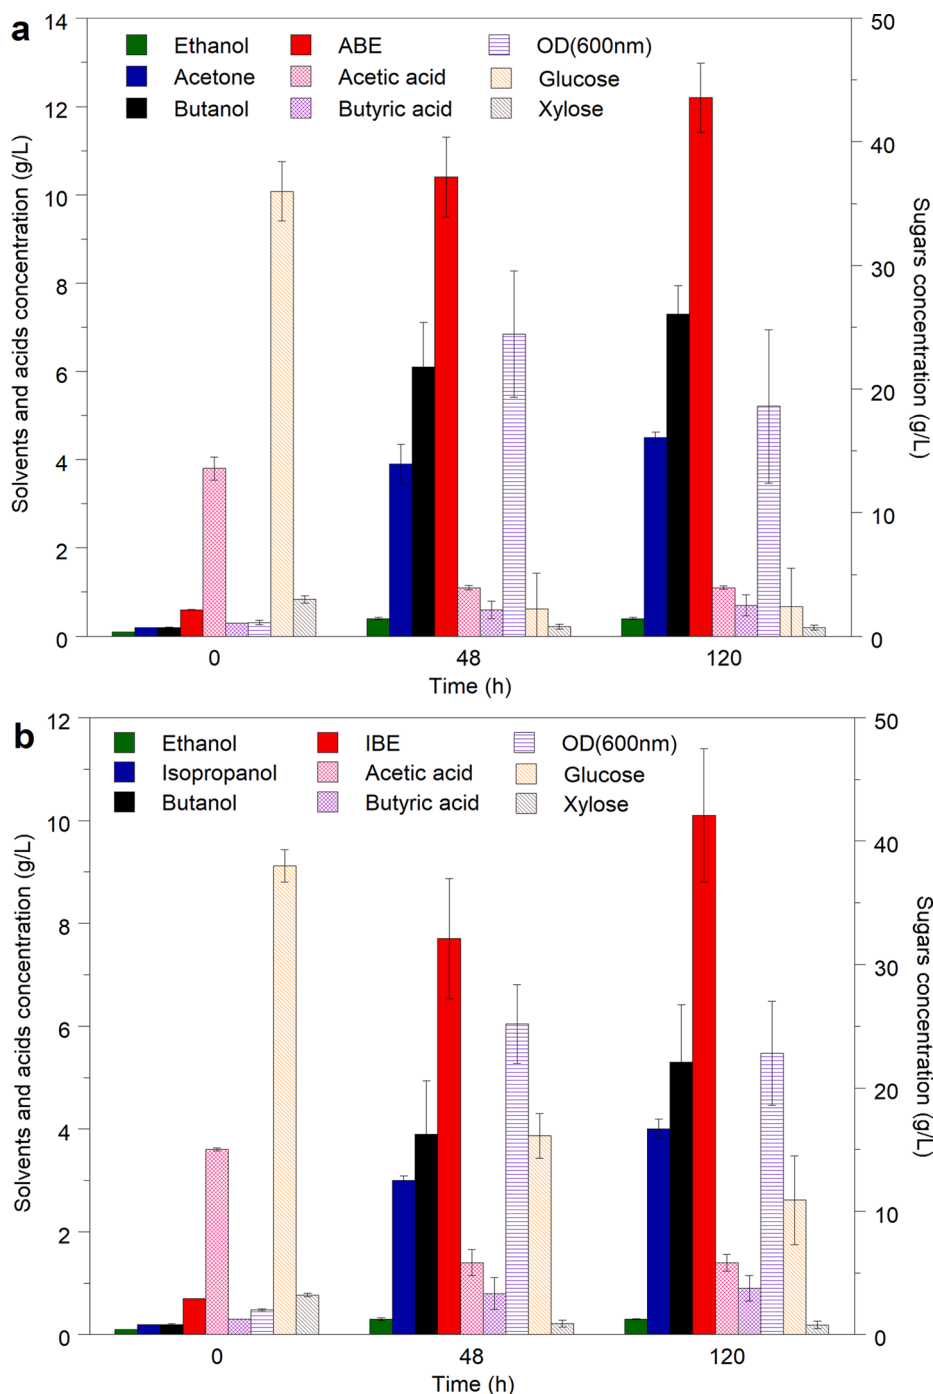 a
Ethanol ABE OD(600nm)
Acetone Acetic acid Glucose
Butanol Butyric acid Xylose
Solvents and acids concentration (g/L)
14
12
10
8
6
4
2
0
50
40
30
20
10
0
Sugars concentration (g/L)
0 48 120
Time (h)
b
Ethanol IBE OD(600nm)
Isopropanol Acetic acid Glucose
Butanol Butyric acid Xylose
Solvents and acids concentration (g/L)
12
10
8
6
4
2
0
50
40
30
20
10
0
Sugars concentration (g/L)
0 48 120
Time (h)